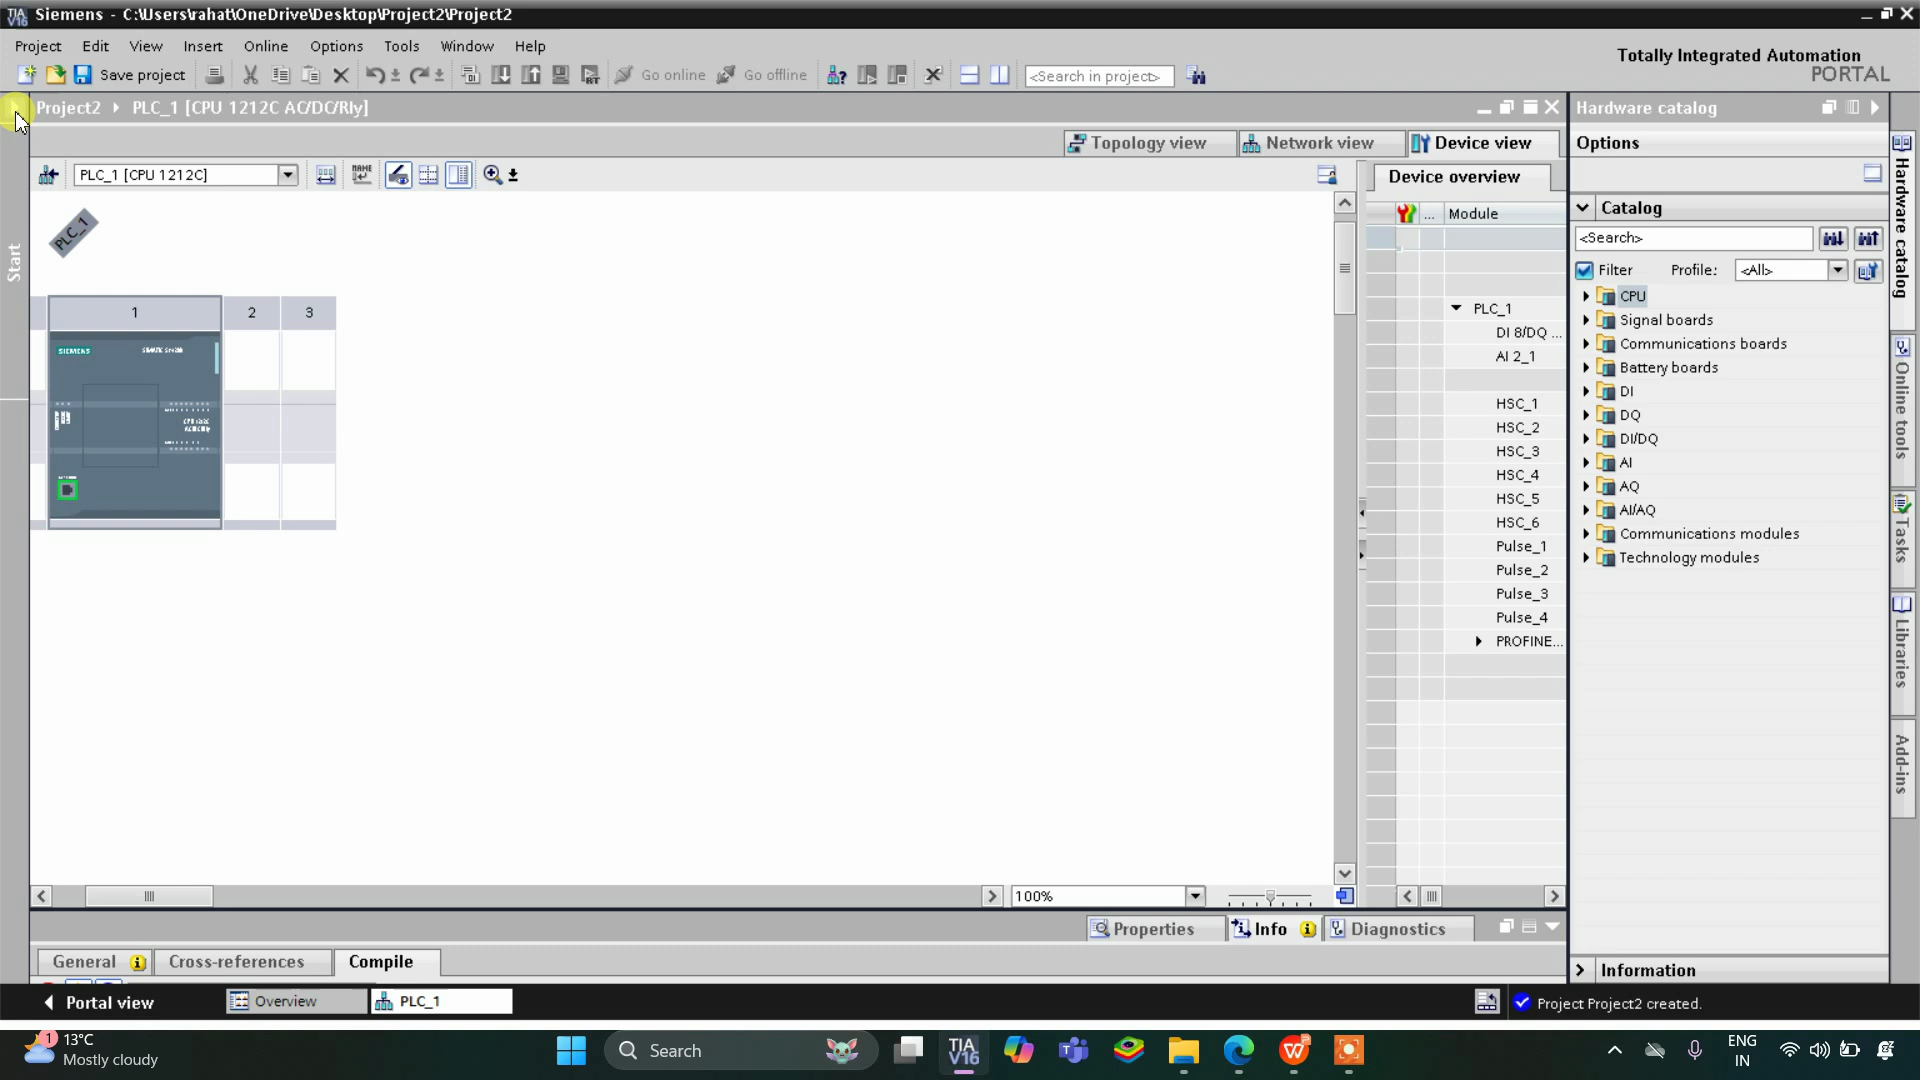 Siemens - C:\Users\rahat\OneDrive\Desktop\Project2\Project2
Project Edit View Insert Online Options Tools Window Help
Totally Integrated Automation
PORTAL
Save project
Go online
Go offline
<Search in project>
Project2 PLC_1 [CPU 1212C AC/DC/Rly]
Hardware catalog
Topology view
Network view
Device view
Options
PLC_1 [CPU 1212C]
NAME
Device overview
... Module
PLC_1
1 2 3
SIEMENS
PLC_1
DI 8/DQ ...
AI 2_1
HSC_1
HSC_2
HSC_3
HSC_4
HSC_5
HSC_6
Pulse_1
Pulse_2
Pulse_3
Pulse_4
PROFINE...
Catalog
<Search>
Filter Profile: <All>
CPU
Signal boards
Communications boards
Battery boards
DI
DQ
DI/DQ
AI
AQ
AI/AQ
Communications modules
Technology modules
Information
Start
Hardware catalog
Online tools
Tasks
Libraries
Add-ins
100%
Properties
Info
Diagnostics
General
Cross-references
Compile
Portal view
Overview
PLC_1
Project Project2 created.
1
13°C
Mostly cloudy
Search
TIA
V16
ENG
IN